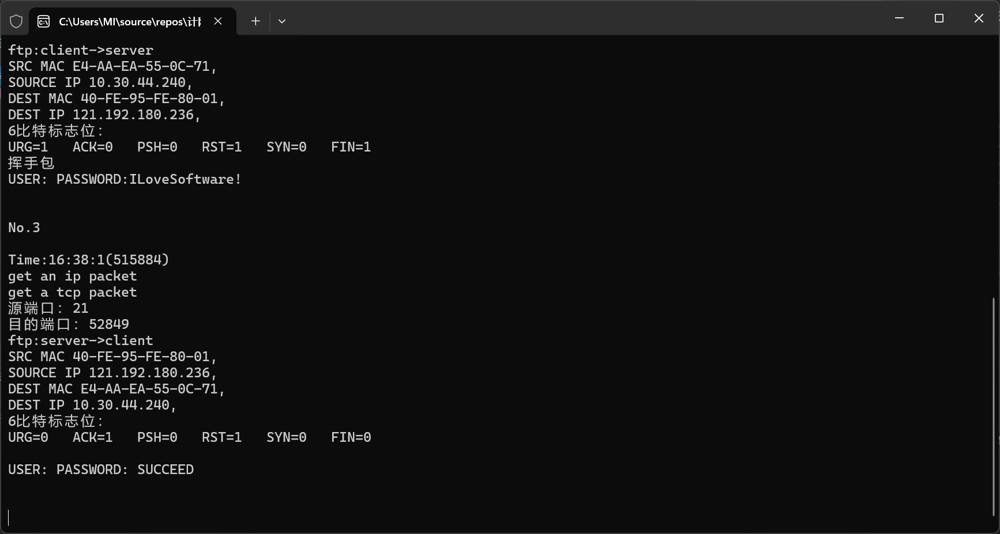 C:\Users\MI\source\repos\计
ftp:client->server
SRC MAC E4-AA-EA-55-0C-71,
SOURCE IP 10.30.44.240,
DEST MAC 40-FE-95-FE-80-01,
DEST IP 121.192.180.236,
6比特标志位:
URG=1 ACK=0 PSH=0 RST=1 SYN=0 FIN=1
挥手包
USER: PASSWORD:ILoveSoftware!
No.3
Time:16:38:1(515884)
get an ip packet
get a tcp packet
源端口: 21
目的端口: 52849
ftp:server->client
SRC MAC 40-FE-95-FE-80-01,
SOURCE IP 121.192.180.236,
DEST MAC E4-AA-EA-55-0C-71,
DEST IP 10.30.44.240,
6比特标志位:
URG=0 ACK=1 PSH=0 RST=1 SYN=0 FIN=0
USER: PASSWORD: SUCCEED